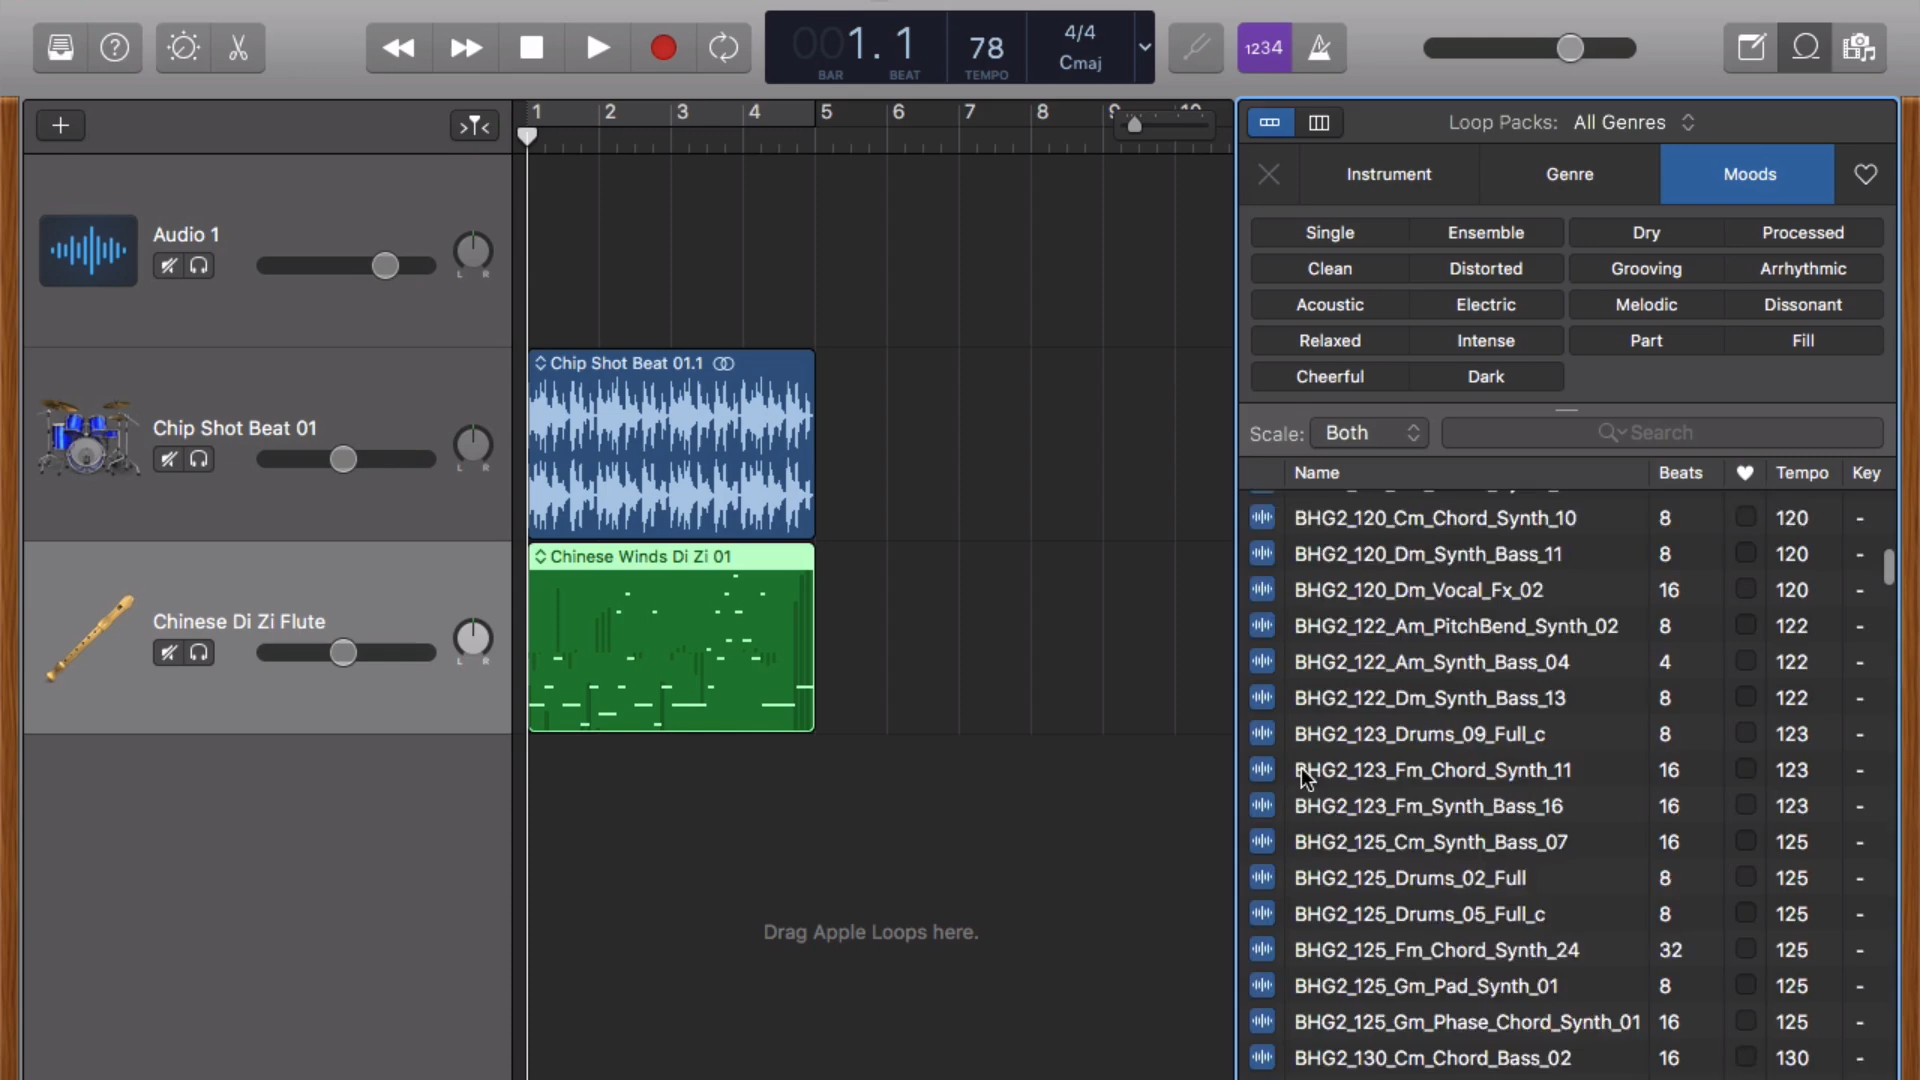 001. 1
BAR BEAT
78
TEMPO
4/4
Cmaj
1234
1 2 3 4 5 6 7 8 9 10
Loop Packs: All Genres
Instrument Genre Moods
Single Ensemble Dry Processed
Clean Distorted Grooving Arrhythmic
Acoustic Electric Melodic Dissonant
Relaxed Intense Part Fill
Cheerful Dark
Scale: Both Search
Name Beats Tempo Key
BHG2_120_Cm_Chord_Synth_10 8 120 -
BHG2_120_Dm_Synth_Bass_11 8 120 -
BHG2_120_Dm_Vocal_Fx_02 16 120 -
BHG2_122_Am_PitchBend_Synth_02 8 122 -
BHG2_122_Am_Synth_Bass_04 4 122 -
BHG2_122_Dm_Synth_Bass_13 8 122 -
BHG2_123_Drums_09_Full_c 8 123 -
BHG2_123_Fm_Chord_Synth_11 16 123 -
BHG2_123_Fm_Synth_Bass_16 16 123 -
BHG2_125_Cm_Synth_Bass_07 16 125 -
BHG2_125_Drums_02_Full 8 125 -
BHG2_125_Drums_05_Full_c 8 125 -
BHG2_125_Fm_Chord_Synth_24 32 125 -
BHG2_125_Gm_Pad_Synth_01 8 125 -
BHG2_125_Gm_Phase_Chord_Synth_01 16 125 -
BHG2_130_Cm_Chord_Bass_02 16 130 -
Audio 1
L R
Chip Shot Beat 01
L R
Chinese Di Zi Flute
L R
Chip Shot Beat 01.1
Chinese Winds Di Zi 01
Drag Apple Loops here.